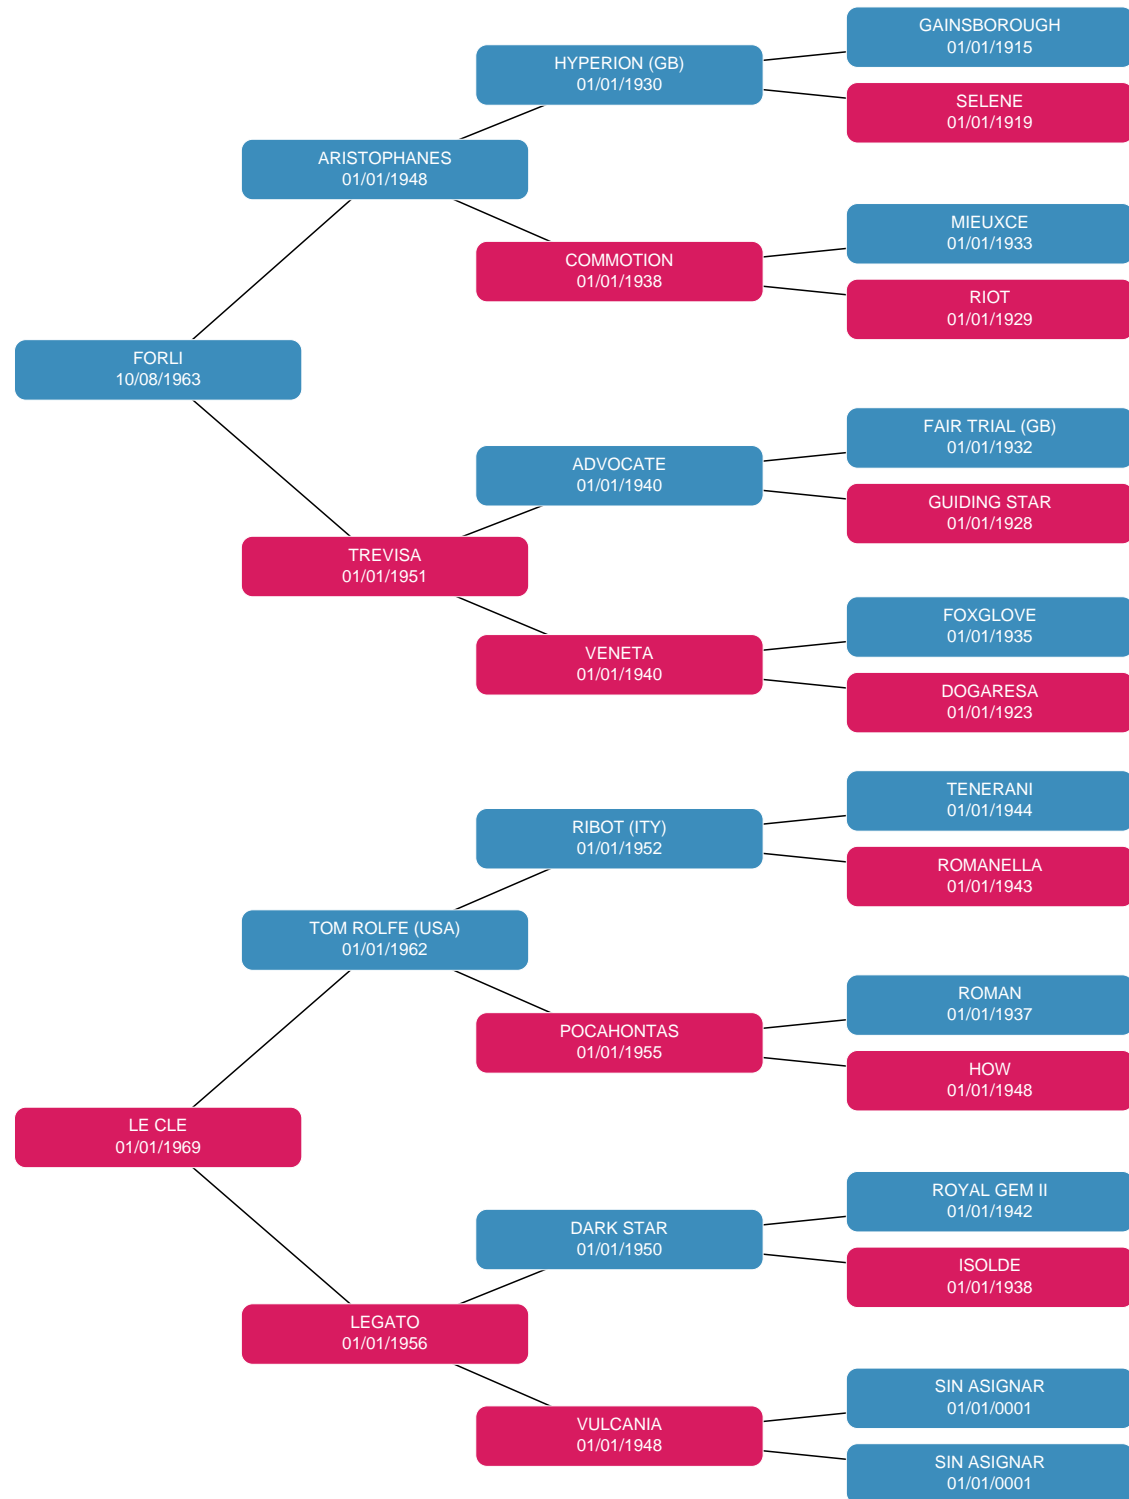 GAINSBOROUGH
01/01/1915
HYPERION (GB)
01/01/1930
SELENE
01/01/1919
ARISTOPHANES
01/01/1948
MIEUXCE
01/01/1933
COMMOTION
01/01/1938
RIOT
01/01/1929
FORLI
10/08/1963
FAIR TRIAL (GB)
01/01/1932
ADVOCATE
01/01/1940
GUIDING STAR
01/01/1928
TREVISA
01/01/1951
FOXGLOVE
01/01/1935
VENETA
01/01/1940
DOGARESA
01/01/1923
TENERANI
01/01/1944
RIBOT (ITY)
01/01/1952
ROMANELLA
01/01/1943
TOM ROLFE (USA)
01/01/1962
ROMAN
01/01/1937
POCAHONTAS
01/01/1955
HOW
01/01/1948
LE CLE
01/01/1969
ROYAL GEM II
01/01/1942
DARK STAR
01/01/1950
ISOLDE
01/01/1938
LEGATO
01/01/1956
SIN ASIGNAR
01/01/0001
VULCANIA
01/01/1948
SIN ASIGNAR
01/01/0001